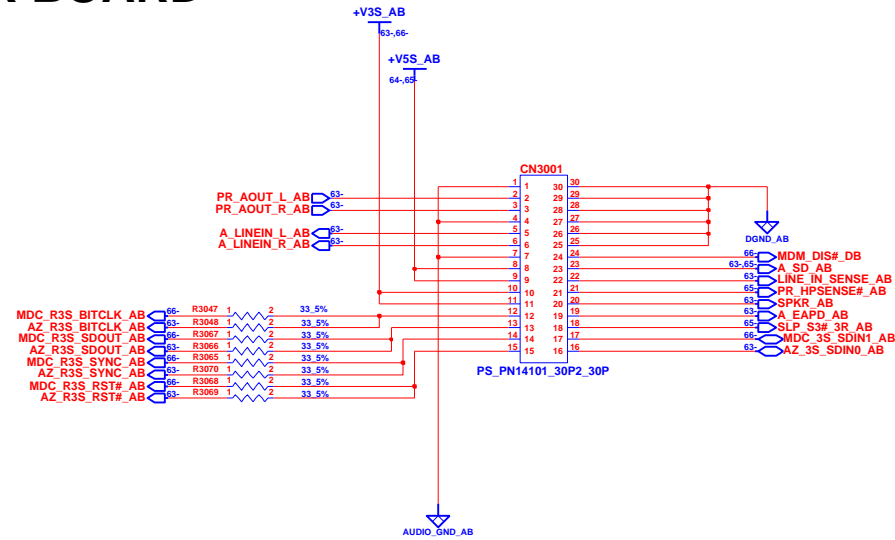 +V3S_AB
63-,66-
+V5S_AB
64-,65-
CN3001
1 1 30 30
PR_AOUT_L_AB 63- 2 2 29 29
PR_AOUT_R_AB 63- 3 3 28 28
4 4 27 27
A_LINEIN_L_AB 63- 5 5 26 26
A_LINEIN_R_AB 63- 6 6 25 25
DGND_AB
7 7 24 24 66- MDM_DIS#_DB
8 8 23 23 63-,65- A_SD_AB
9 9 22 22 63- LINE_IN_SENSE_AB
10 10 21 21 65- PR_HPSENSE#_AB
11 11 20 20 63- SPKR_AB
MDC_R3S_BITCLK_AB 66- R3047 1 2 33_5% 12 12 19 19 63- A_EAPD_AB
AZ_R3S_BITCLK_AB 63- R3048 1 2 33_5% 13 13 18 18 65- SLP_S3#_3R_AB
MDC_R3S_SDOUT_AB 66- R3067 1 2 33_5% 14 14 17 17 66- MDC_3S_SDIN1_AB
AZ_R3S_SDOUT_AB 63- R3066 1 2 33_5% 15 15 16 16 63- AZ_3S_SDIN0_AB
MDC_R3S_SYNC_AB 66- R3065 1 2 33_5%
AZ_R3S_SYNC_AB 63- R3070 1 2 33_5%
PS_PN14101_30P2_30P
MDC_R3S_RST#_AB 66- R3068 1 2 33_5%
AZ_R3S_RST#_AB 63- R3069 1 2 33_5%
AUDIO_GND_AB